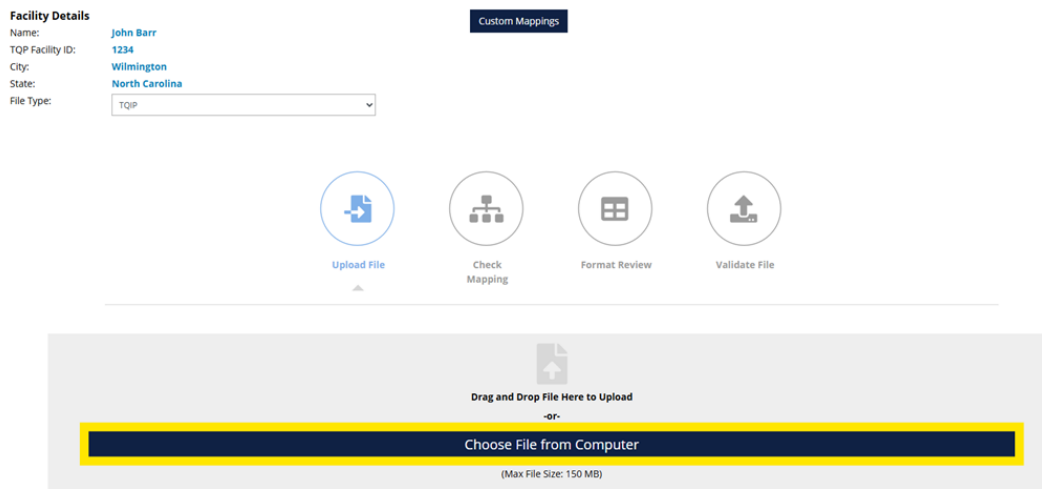 Facility Details
Custom Mappings
Name: John Barr
TQP Facility ID: 1234
City: Wilmington
State: North Carolina
File Type: TQIP
Upload File
Check
Mapping
Format Review
Validate File
Drag and Drop File Here to Upload
-or-
Choose File from Computer
(Max File Size: 150 MB)